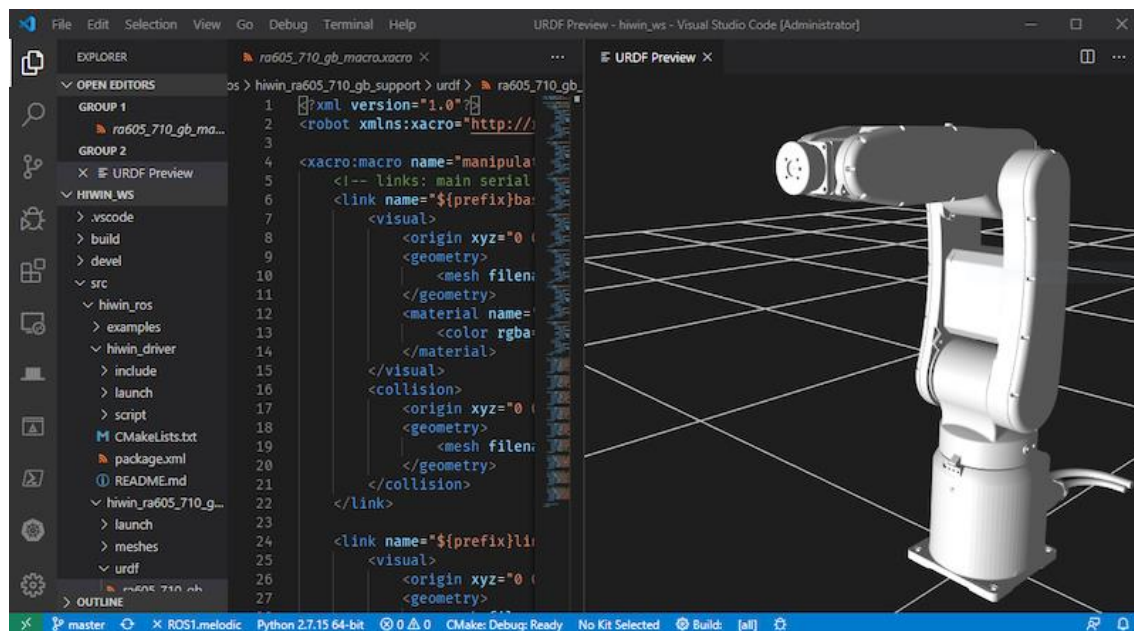 File Edit Selection View Go Debug Terminal Help URDF Preview - hiwin_ws - Visual Studio Code [Administrator]
EXPLORER
OPEN EDITORS
GROUP 1
ra605_710_gb_ma...
GROUP 2
URDF Preview
HIWIN_WS
.vscode
build
devel
src
hiwin_ros
examples
hiwin_driver
include
launch
script
CMakeLists.txt
package.xml
README.md
hiwin_ra605_710_g...
launch
meshes
urdf
ra605_710_gb
OUTLINE
ra605_710_gb_macro.xacro
os > hiwin_ra605_710_gb_support > urdf > ra605_710_gb_
1 <?xml version="1.0"?>
2 <robot xmlns:xacro="http://
3
4 <xacro:macro name="manipula
5 <!-- links: main serial
6 <link name="${prefix}ba
7 <visual>
8 <origin xyz="0
9 <geometry>
10 <mesh filen
11 </geometry>
12 <material name="
13 <color rgba
14 </material>
15 </visual>
16 <collision>
17 <origin xyz="0
18 <geometry>
19 <mesh filen
20 </geometry>
21 </collision>
22 </link>
23
24 <link name="${prefix}li
25 <visual>
26 <origin xyz="0
27 <geometry>
URDF Preview
master ROS1.melodic Python 2.7.15 64-bit 0 0 CMake: Debug: Ready No Kit Selected Build: [all]